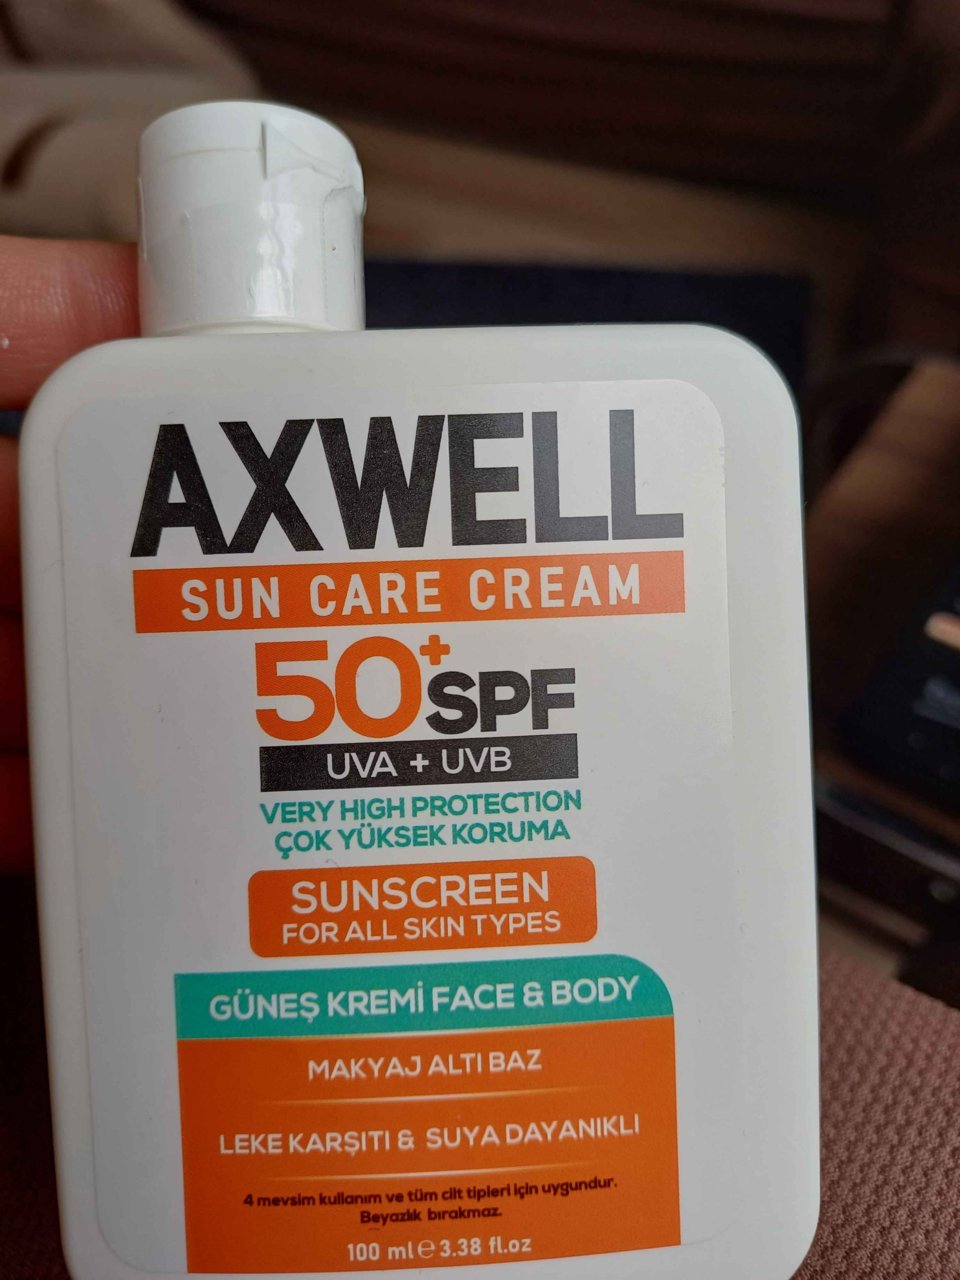 AXWELL
SUN CARE CREAM
50+ SPF
UVA + UVB
VERY HIGH PROTECTION
ÇOK YÜKSEK KORUMA
SUNSCREEN
FOR ALL SKIN TYPES
GÜNEŞ KREMİ FACE & BODY
MAKYAJ ALTI BAZ
LEKE KARŞITI & SUYA DAYANIKLI
4 mevsim kullanım ve tüm cilt tipleri için uygundur.
Beyazlık bırakmaz.
100 ml ℮ 3.38 fl.oz